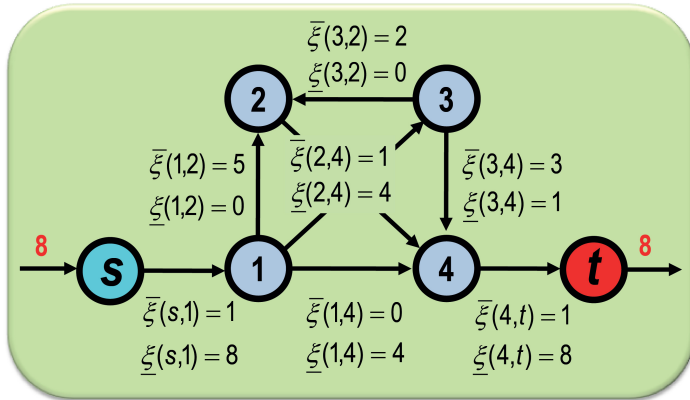 ξ̅(3,2) = 2
ξ̲(3,2) = 0
2
3
ξ̅(1,2) = 5
ξ̲(1,2) = 0
ξ̅(2,4) = 1
ξ̲(2,4) = 4
ξ̅(3,4) = 3
ξ̲(3,4) = 1
8
s
1
4
t
8
ξ̅(s,1) = 1
ξ̲(s,1) = 8
ξ̅(1,4) = 0
ξ̲(1,4) = 4
ξ̅(4,t) = 1
ξ̲(4,t) = 8